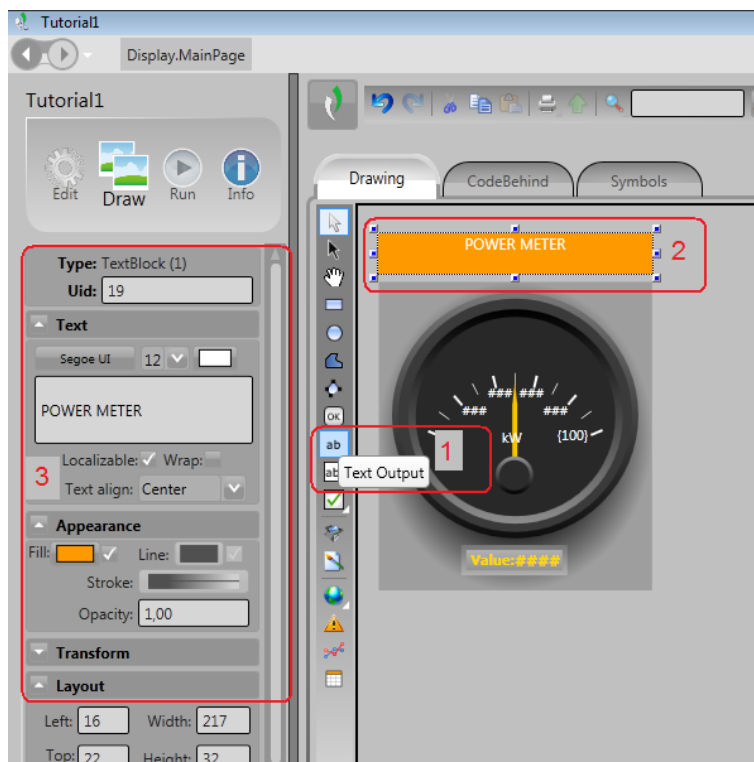 Tutorial1
Display.MainPage
Tutorial1
Edit Draw Run Info
Type: TextBlock (1)
Uid: 19
Text
Segoe UI 12
POWER METER
Localizable: Wrap:
3
Text align: Center
Appearance
Fill: Line:
Stroke:
Opacity: 1,00
Transform
Layout
Left: 16 Width: 217
Top: 22 Height: 32
Drawing CodeBehind Symbols
OK
ab
ab
Text Output
1
POWER METER
2
### ### ### ###
kW {100}
Value:####